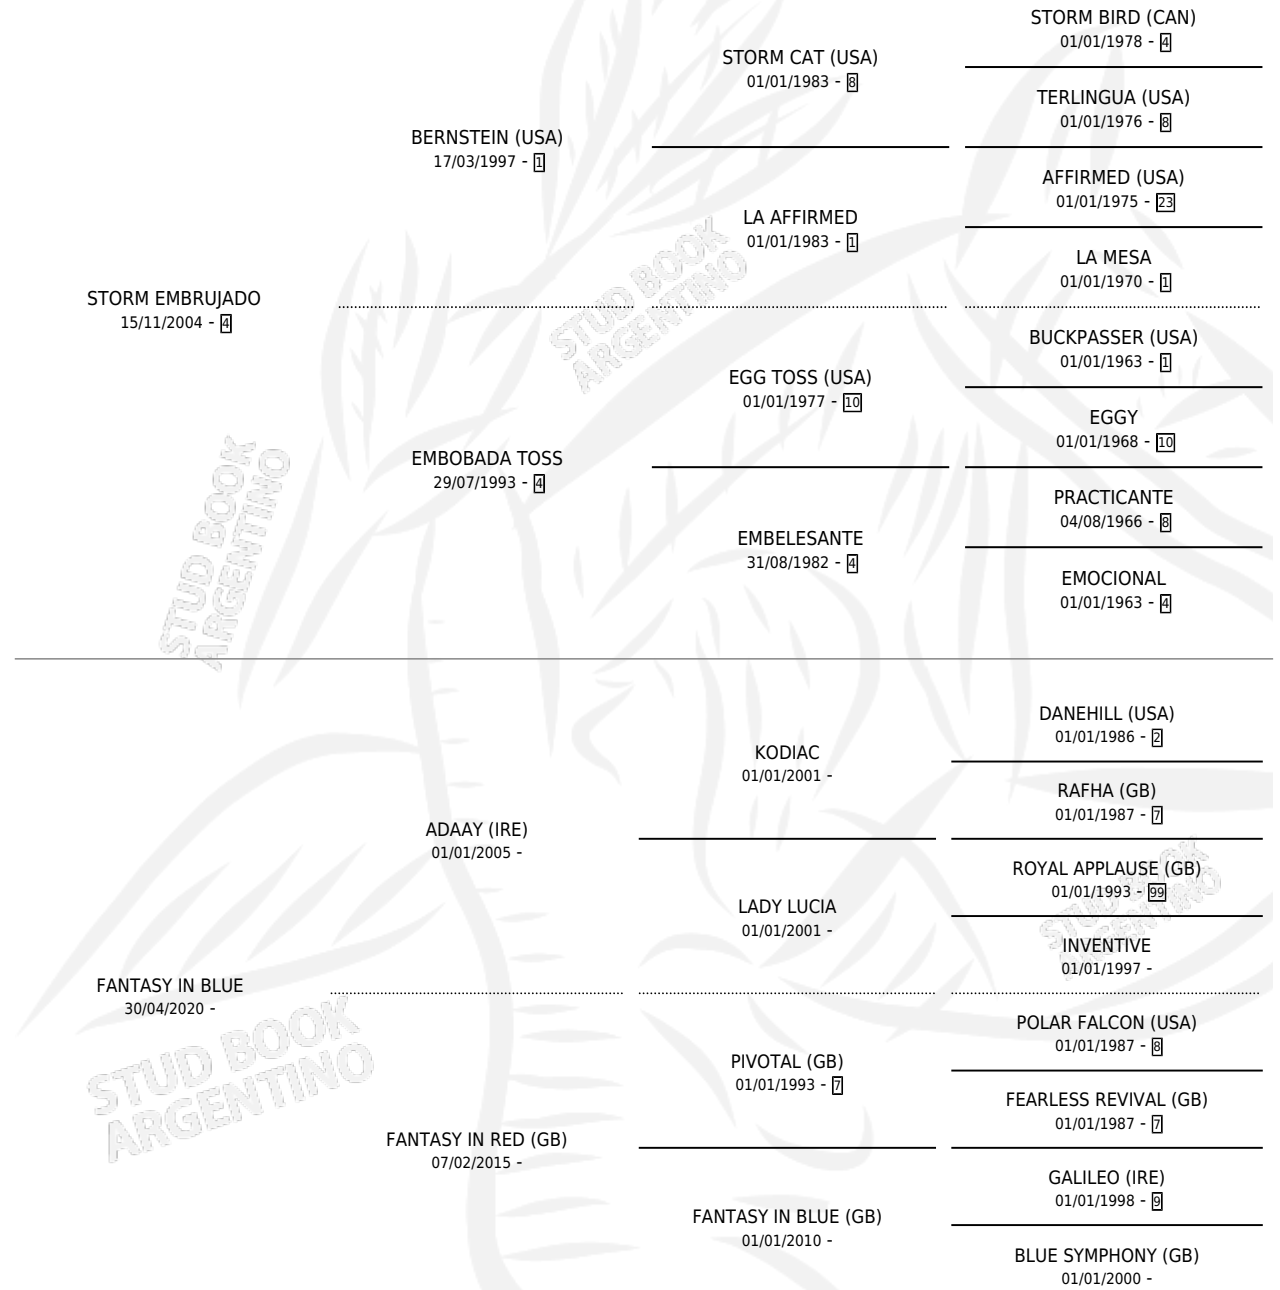 STORM BIRD (CAN)
01/01/1978 - 4
STORM CAT (USA)
01/01/1983 - 8
TERLINGUA (USA)
01/01/1976 - 8
BERNSTEIN (USA)
17/03/1997 - 1
AFFIRMED (USA)
01/01/1975 - 23
LA AFFIRMED
01/01/1983 - 1
LA MESA
01/01/1970 - 1
STORM EMBRUJADO
15/11/2004 - 4
BUCKPASSER (USA)
01/01/1963 - 1
EGG TOSS (USA)
01/01/1977 - 10
EGGY
01/01/1968 - 10
EMBOBADA TOSS
29/07/1993 - 4
PRACTICANTE
04/08/1966 - 8
EMBELESANTE
31/08/1982 - 4
EMOCIONAL
01/01/1963 - 4
STUD BOOK
ARGENTINO
STUD BOOK
ARGENTINO
DANEHILL (USA)
01/01/1986 - 2
KODIAC
01/01/2001 -
RAFHA (GB)
01/01/1987 - 7
ADAAY (IRE)
01/01/2005 -
ROYAL APPLAUSE (GB)
01/01/1993 - 99
LADY LUCIA
01/01/2001 -
INVENTIVE
01/01/1997 -
FANTASY IN BLUE
30/04/2020 -
POLAR FALCON (USA)
01/01/1987 - 8
PIVOTAL (GB)
01/01/1993 - 7
FEARLESS REVIVAL (GB)
01/01/1987 - 7
FANTASY IN RED (GB)
07/02/2015 -
GALILEO (IRE)
01/01/1998 - 9
FANTASY IN BLUE (GB)
01/01/2010 -
BLUE SYMPHONY (GB)
01/01/2000 -
STUD BOOK
ARGENTINO
STUD BOOK
ARGENTINO